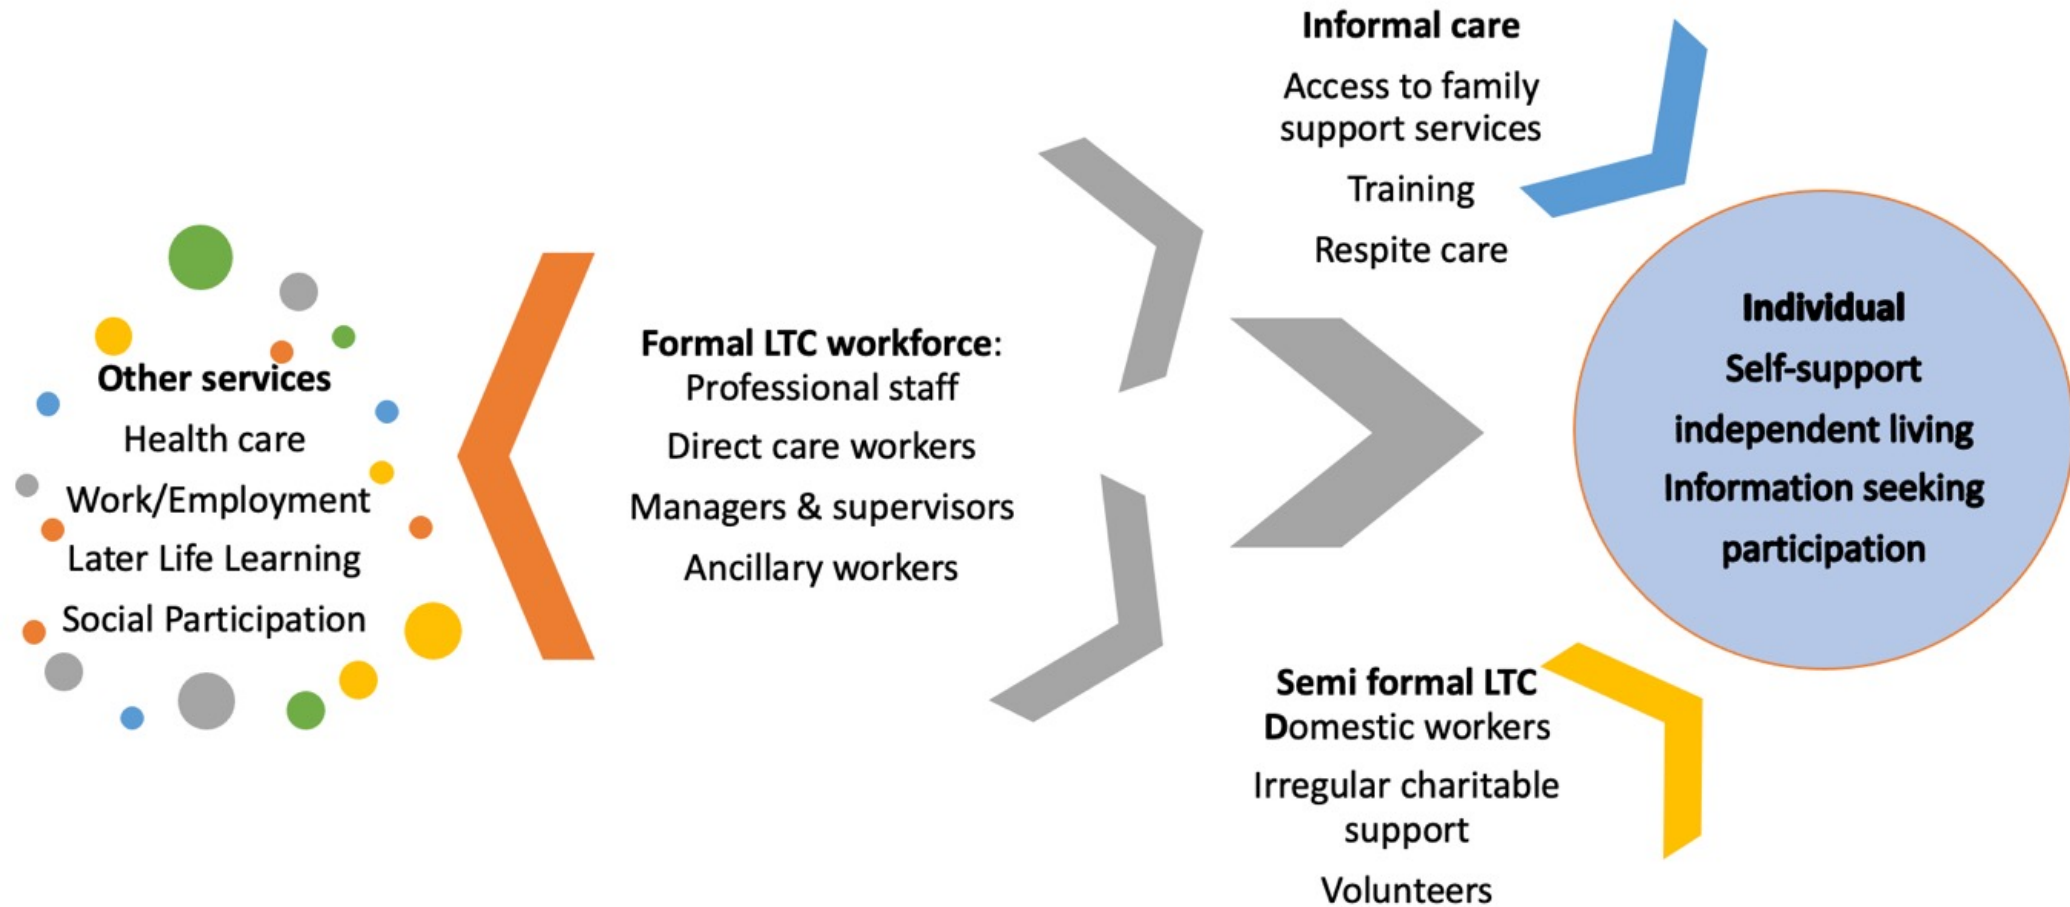 Other services
Health care
Work/Employment
Later Life Learning
Social Participation
Formal LTC workforce:
Professional staff
Direct care workers
Managers & supervisors
Ancillary workers
Informal care
Access to family
support services
Training
Respite care
Semi formal LTC
Domestic workers
Irregular charitable
support
Volunteers
Individual
Self-support
independent living
Information seeking
participation